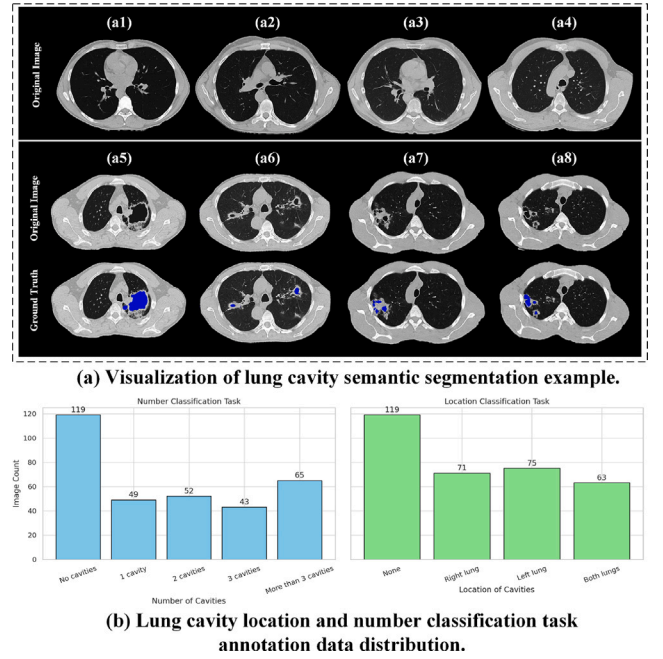 (a1) (a2) (a3) (a4)
Original Image
(a5) (a6) (a7) (a8)
Original Image
Ground Truth
(a) Visualization of lung cavity semantic segmentation example.
Number Classification Task
Image Count
120
100
80
60
40
20
0
119
49
52
43
65
No cavities
1 cavity
2 cavities
3 cavities
More than 3 cavities
Number of Cavities
Location Classification Task
119
71
75
63
None
Right lung
Left lung
Both lungs
Location of Cavities
(b) Lung cavity location and number classification task
annotation data distribution.